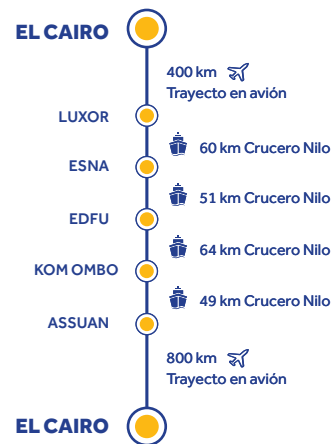 EL CAIRO
400 km
Trayecto en avión
LUXOR
60 km Crucero Nilo
ESNA
51 km Crucero Nilo
EDFU
64 km Crucero Nilo
KOM OMBO
49 km Crucero Nilo
ASSUAN
800 km
Trayecto en avión
EL CAIRO